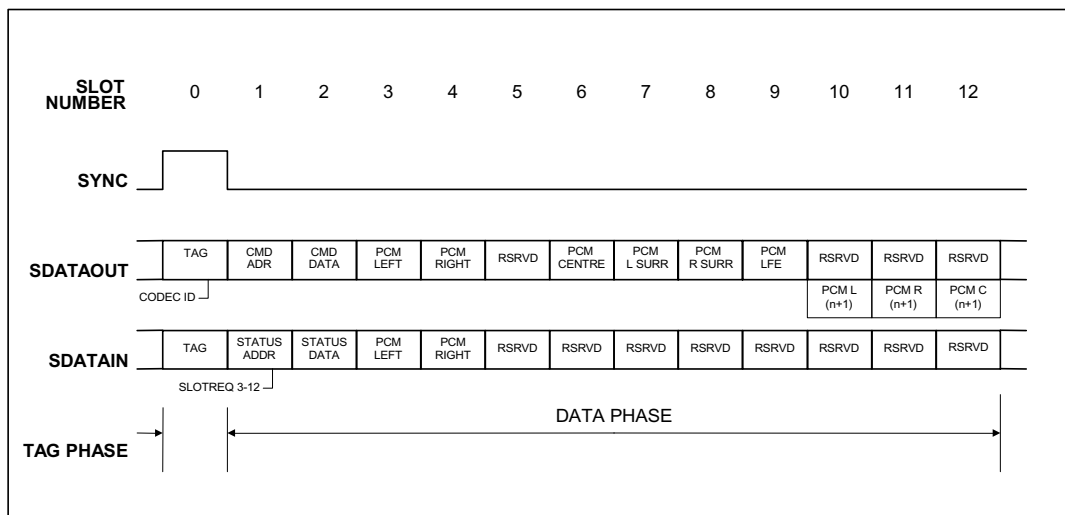 SLOT
NUMBER
0 1 2 3 4 5 6 7 8 9 10 11 12
SYNC
SDATAOUT
TAG
CMD
ADR
CMD
DATA
PCM
LEFT
PCM
RIGHT
RSRVD
PCM
CENTRE
PCM
L SURR
PCM
R SURR
PCM
LFE
RSRVD
RSRVD
RSRVD
CODEC ID
PCM L
(n+1)
PCM R
(n+1)
PCM C
(n+1)
SDATAIN
TAG
STATUS
ADDR
STATUS
DATA
PCM
LEFT
PCM
RIGHT
RSRVD
RSRVD
RSRVD
RSRVD
RSRVD
RSRVD
RSRVD
RSRVD
SLOTREQ 3-12
DATA PHASE
TAG PHASE